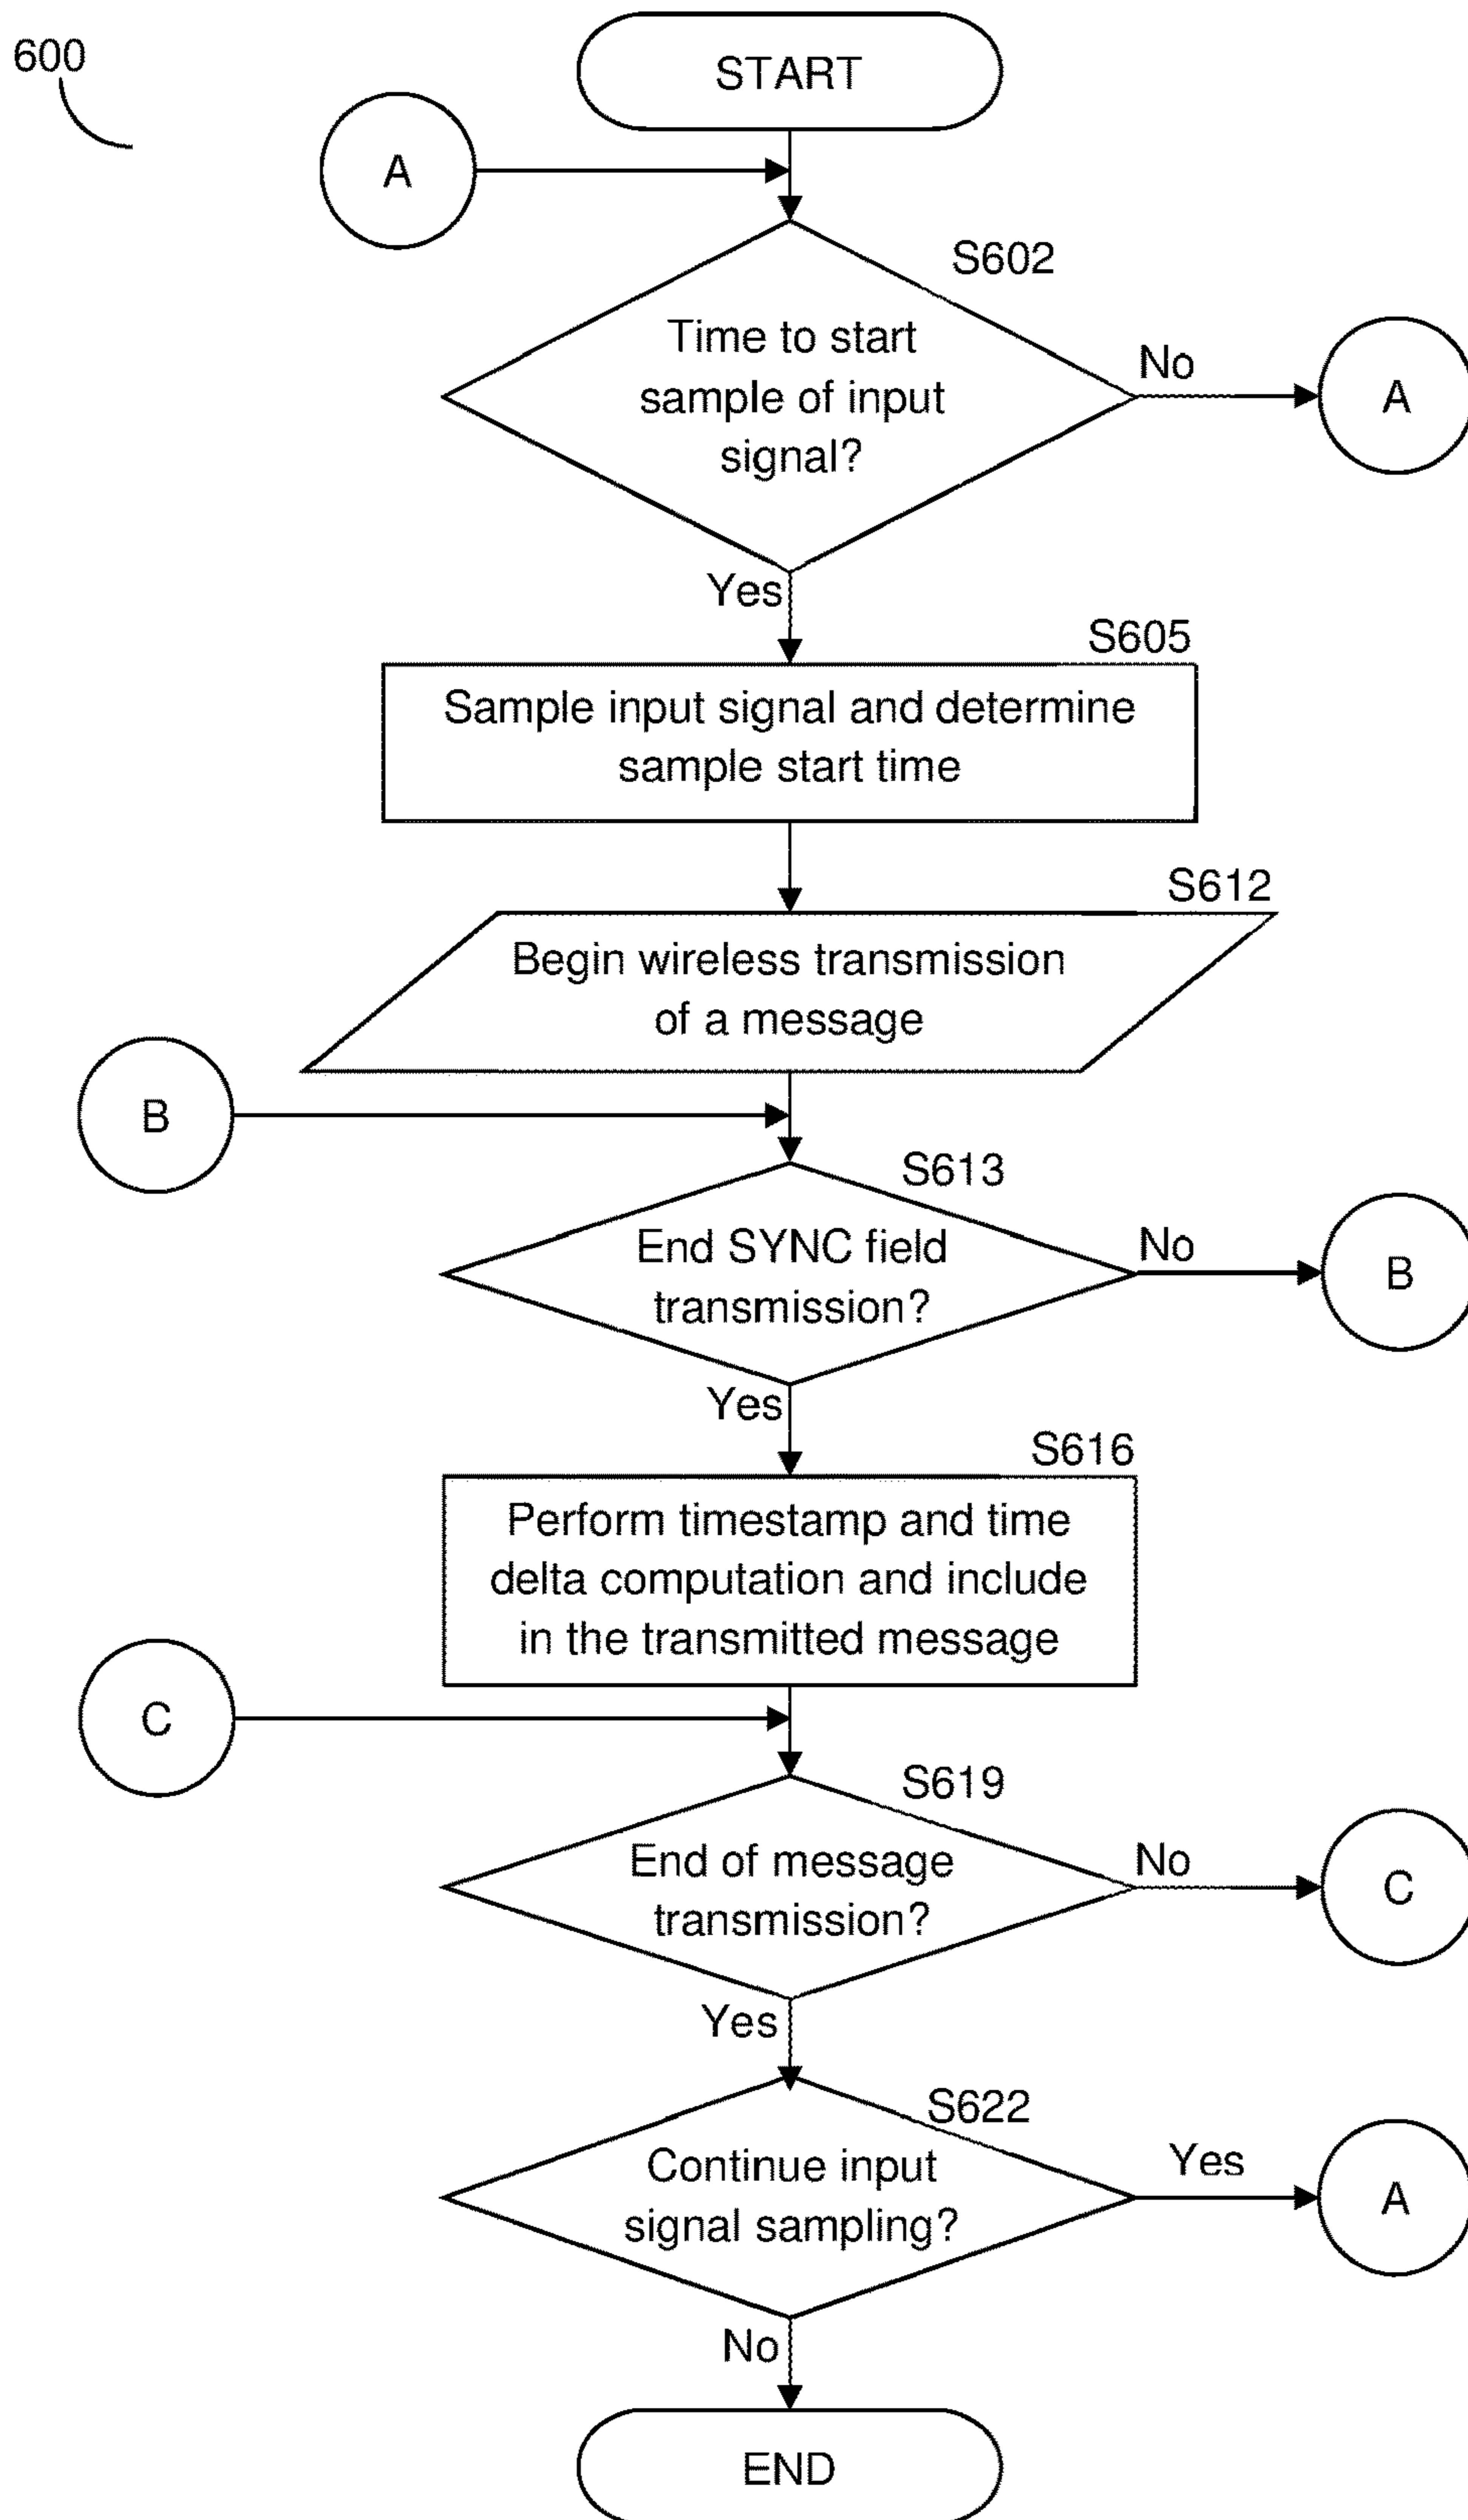 600
START
A
S602
Time to start
sample of input
signal?
No
A
Yes
S605
Sample input signal and determine
sample start time
S612
Begin wireless transmission
of a message
B
S613
End SYNC field
transmission?
No
B
Yes
S616
Perform timestamp and time
delta computation and include
in the transmitted message
C
S619
End of message
transmission?
No
C
Yes
S622
Continue input
signal sampling?
Yes
A
No
END